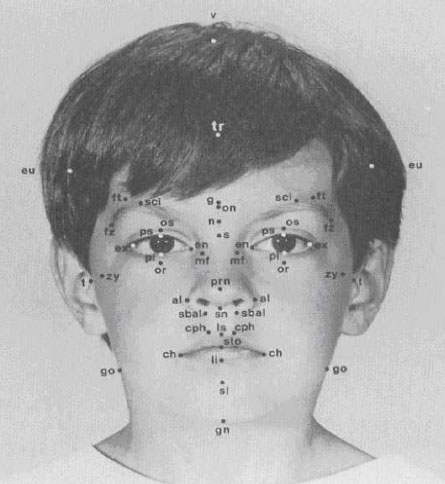 v
tr
eu
eu
ft
sci
g
on
sci
ft
fz
os
n
os
fz
ps
s
ps
ex
en
en
ex
pi
mf
mf
pi
or
or
t
zy
zy
t
prn
al
al
sbal
sn
sbal
cph
ls
cph
sto
ch
ch
li
go
go
sl
gn